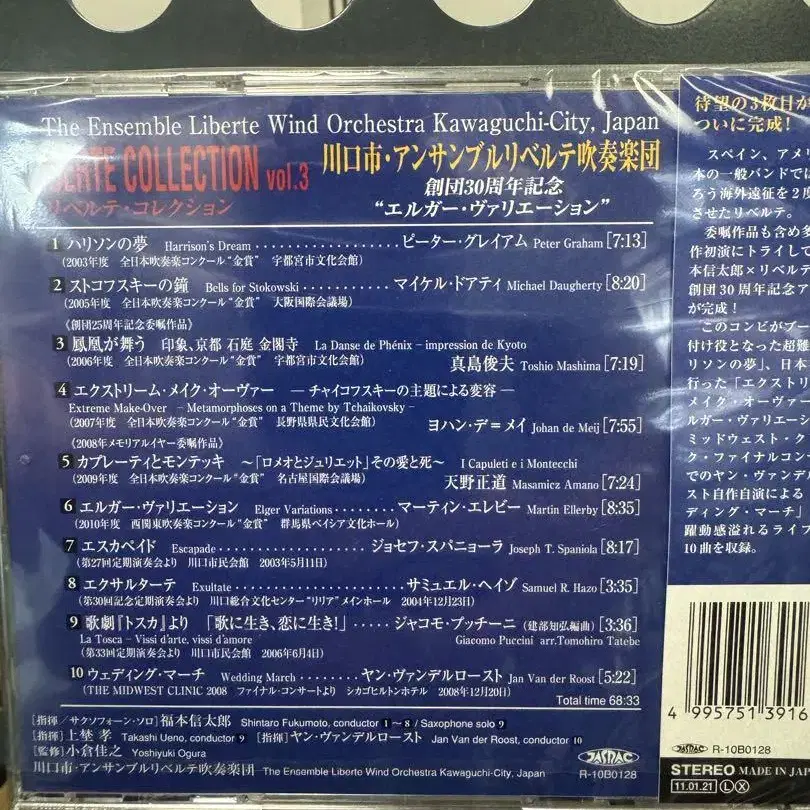 The Ensemble Liberte Wind Orchestra Kawaguchi-City, Japan
COLLECTION vol.3
リベルテ・コレクション
川口市・アンサンブルリベルテ吹奏楽団
創団30周年記念
“エルガー・ヴァリエーション”
1 ハリソンの夢 Harrison's Dream ピーター・グレイアム Peter Graham [7:13]
(2003年度 全日本吹奏楽コンクール“金賞” 宇都宮市文化会館)
2 ストコフスキーの鐘 Bells for Stokowski マイケル・ドアティ Michael Daugherty [8:20]
(2005年度 全日本吹奏楽コンクール“金賞” 大阪国際会議場)
《創団25周年記念委嘱作品》
3 鳳凰が舞う 印象、京都 石庭 金閣寺 La Danse de Phénix – impression de Kyoto
(2006年度 全日本吹奏楽コンクール“金賞” 宇都宮市文化会館) 真島俊夫 Toshio Mashima [7:19]
4 エクストリーム・メイク・オーヴァー ―チャイコフスキーの主題による変容―
Extreme Make-Over – Metamorphoses on a Theme by Tchaikovsky –
(2007年度 全日本吹奏楽コンクール“金賞” 長野県県民文化会館) ヨハン・デ=メイ Johan de Meij [7:55]
《2008年メモリアルイヤー委嘱作品》
5 カプレーティとモンテッキ ～「ロメオとジュリエット」その愛と死～ I Capuleti e i Montecchi
(2009年度 全日本吹奏楽コンクール“金賞” 名古屋国際会議場) 天野正道 Masamicz Amano [7:24]
6 エルガー・ヴァリエーション Elger Variations マーティン・エレビー Martin Ellerby [8:35]
(2010年度 西関東吹奏楽コンクール“金賞” 群馬県ベイシア文化ホール)
7 エスカペイド Escapade ジョセフ・スパニョーラ Joseph T. Spaniola [8:17]
(第27回定期演奏会より 川口市民会館 2003年5月11日)
8 エクサルターテ Exultate サミュエル・ヘイゾ Samuel R. Hazo [3:35]
(第30回記念定期演奏会より 川口総合文化センター“リリア”メインホール 2004年12月23日)
9 歌劇『トスカ』より 「歌に生き、恋に生き!」 ジャコモ・プッチーニ (建部知弘編曲) [3:36]
La Tosca – Vissi d'arte, vissi d'amore Giacomo Puccini arr.Tomohiro Tatebe
(第33回定期演奏会より 川口市民会館 2006年6月4日)
10 ウェディング・マーチ Wedding March ヤン・ヴァンデルロースト Jan Van der Roost [5:22]
(THE MIDWEST CLINIC 2008 ファイナル・コンサートより シカゴヒルトンホテル 2008年12月20日)
Total time 68:33
[指揮/サクソフォーン・ソロ] 福本信太郎 Shintaro Fukumoto, conductor 1～8 / Saxophone solo 9
[指揮] 上埜 孝 Takashi Ueno, conductor 9 [指揮] ヤン・ヴァンデルロースト Jan Van der Roost, conductor 10
[監修] 小倉佳之 Yoshiyuki Ogura
川口市・アンサンブルリベルテ吹奏楽団 The Ensemble Liberte Wind Orchestra Kawaguchi-City, Japan
JASRAC
R-10B0128
待望の3枚目が
ついに完成!
スペイン、アメリ
本の一般バンドでは
ろう海外遠征を2度
させたリベルテ。
委嘱作品も含め多
作初演にトライして
本信太郎×リベルテ
創団30周年記念ア
が完成!
このコンビがブー
付け役となった超難
リソンの夢」、日本
行った「エクストリ
メイク・オーヴァー
ルガー・ヴァリエーシ
ミッドウェスト・ク
ク・ファイナルコン
でのヤン・ヴァンデ
スト自作自演による
ディング・マーチ」
躍動感溢れるライブ
10曲を収録。
4 995751 3916
JASRAC R-10B0128
STEREO MADE IN JA
11.01.21 L X